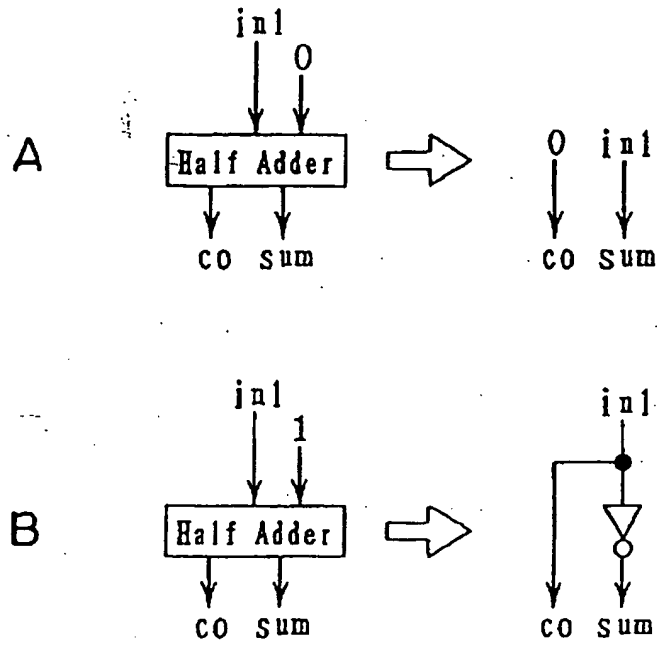 in1
0
A
Half Adder
0 in1
co sum
co sum
in1
1
in1
B
Half Adder
co sum
co sum